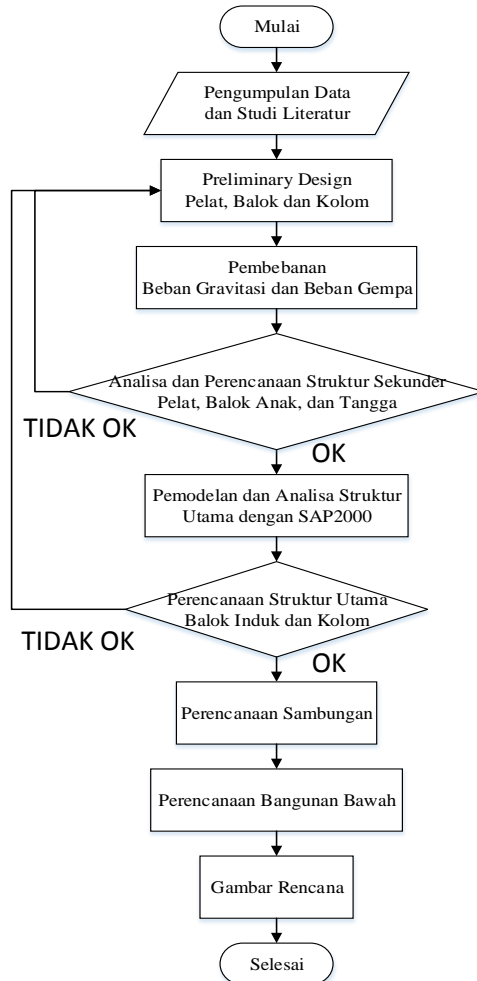 Mulai
Pengumpulan Data
dan Studi Literatur
Preliminary Design
Pelat, Balok dan Kolom
Pembebanan
Beban Gravitasi dan Beban Gempa
Analisa dan Perencanaan Struktur Sekunder
Pelat, Balok Anak, dan Tangga
TIDAK OK
OK
Pemodelan dan Analisa Struktur
Utama dengan SAP2000
Perencanaan Struktur Utama
Balok Induk dan Kolom
TIDAK OK
OK
Perencanaan Sambungan
Perencanaan Bangunan Bawah
Gambar Rencana
Selesai